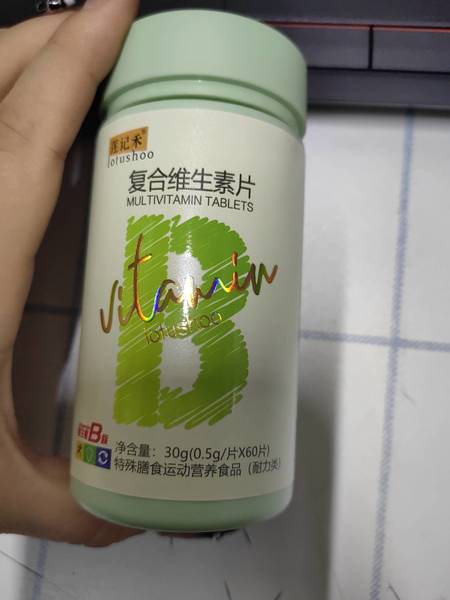 莲记禾®
lotushoo
复合维生素片
MULTIVITAMIN TABLETS
B
vitamin
lotushoo
B族
净含量：30g(0.5g/片X60片)
特殊膳食运动营养食品（耐力类）